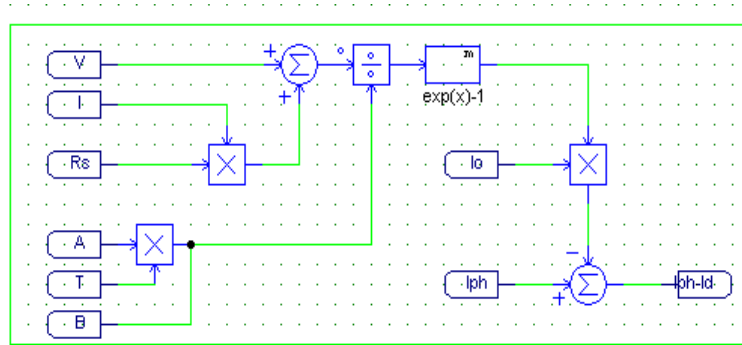 V
I
Rs
A
T
B
+
+
Σ
÷
m
exp(x)-1
×
×
×
Io
Iph
−
+
Σ
Iph-Id